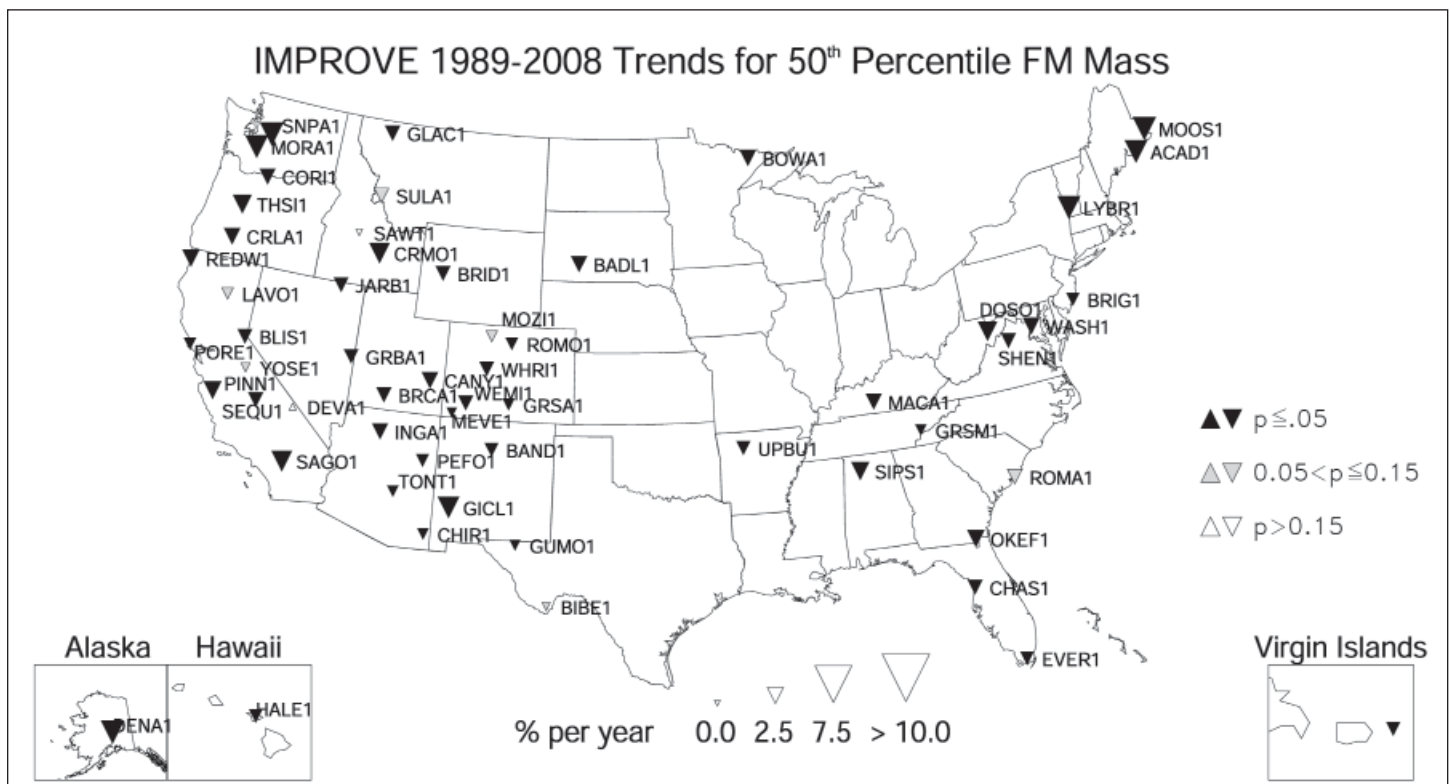 IMPROVE 1989-2008 Trends for 50th Percentile FM Mass
SNPA1
MORA1
CORI1
THSI1
CRLA1
REDW1
LAVO1
BLIS1
PORE1
YOSE1
PINN1
SEQU1
DEVA1
SAGO1
GLAC1
SULA1
SAWT1
CRMO1
JARB1
BRID1
GRBA1
BRCA1
CANY1
MOZI1
ROMO1
WHRI1
WEMI1
GRSA1
MEVE1
INGA1
PEFO1
TONT1
BAND1
GICL1
CHIR1
GUMO1
BIBE1
BADL1
BOWA1
UPBU1
MACA1
GRSM1
SIPS1
ROMA1
OKEF1
CHAS1
EVER1
MOOS1
ACAD1
LYBR1
BRIG1
DOSO1
WASH1
SHEN1
p≦.05
0.05<p≦0.15
p>0.15
Alaska
DENA1
Hawaii
HALE1
Virgin Islands
% per year 0.0 2.5 7.5 > 10.0